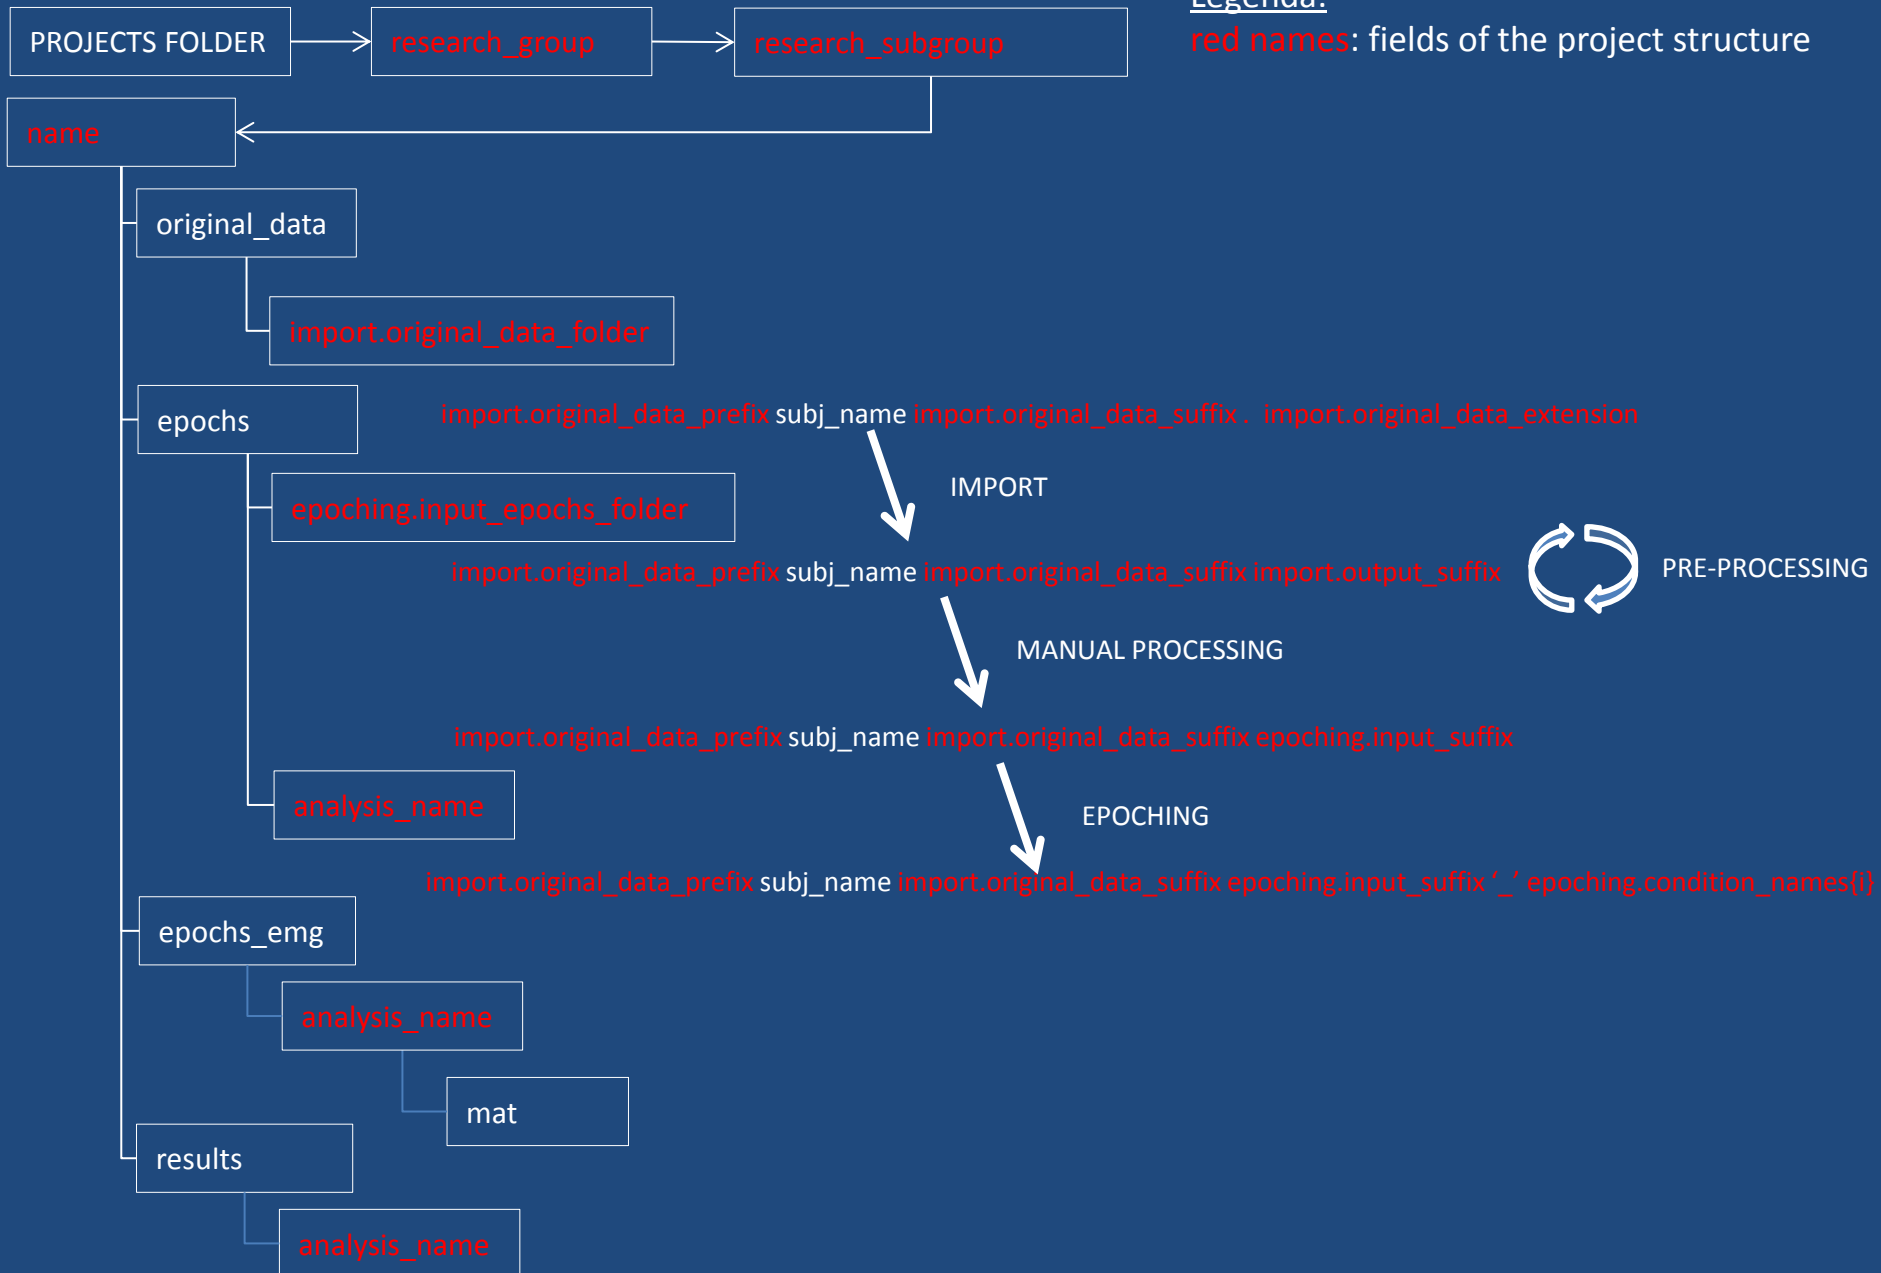 Legenda:
PROJECTS FOLDER
research_group
research_subgroup
red names: fields of the project structure
name
original_data
import.original_data_folder
epochs
import.original_data_prefix subj_name import.original_data_suffix . import.original_data_extension
IMPORT
epoching.input_epochs_folder
import.original_data_prefix subj_name import.original_data_suffix import.output_suffix
PRE-PROCESSING
MANUAL PROCESSING
import.original_data_prefix subj_name import.original_data_suffix epoching.input_suffix
analysis_name
EPOCHING
import.original_data_prefix subj_name import.original_data_suffix epoching.input_suffix ‘_’ epoching.condition_names{i}
epochs_emg
analysis_name
mat
results
analysis_name